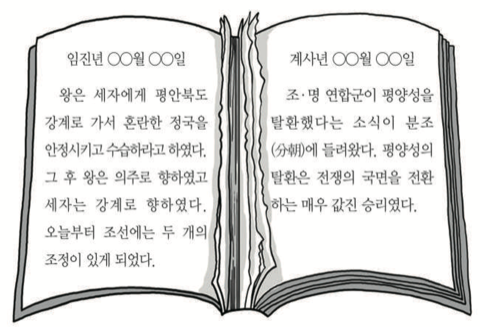 임진년 ○○월 ○○일
왕은 세자에게 평안북도
강계로 가서 혼란한 정국을
안정시키고 수습하라고 하였다.
그 후 왕은 의주로 향하였고
세자는 강계로 향하였다.
오늘부터 조선에는 두 개의
조정이 있게 되었다.
계사년 ○○월 ○○일
조·명 연합군이 평양성을
탈환했다는 소식이 분조
(分朝)에 들려왔다. 평양성의
탈환은 전쟁의 국면을 전환
하는 매우 값진 승리였다.